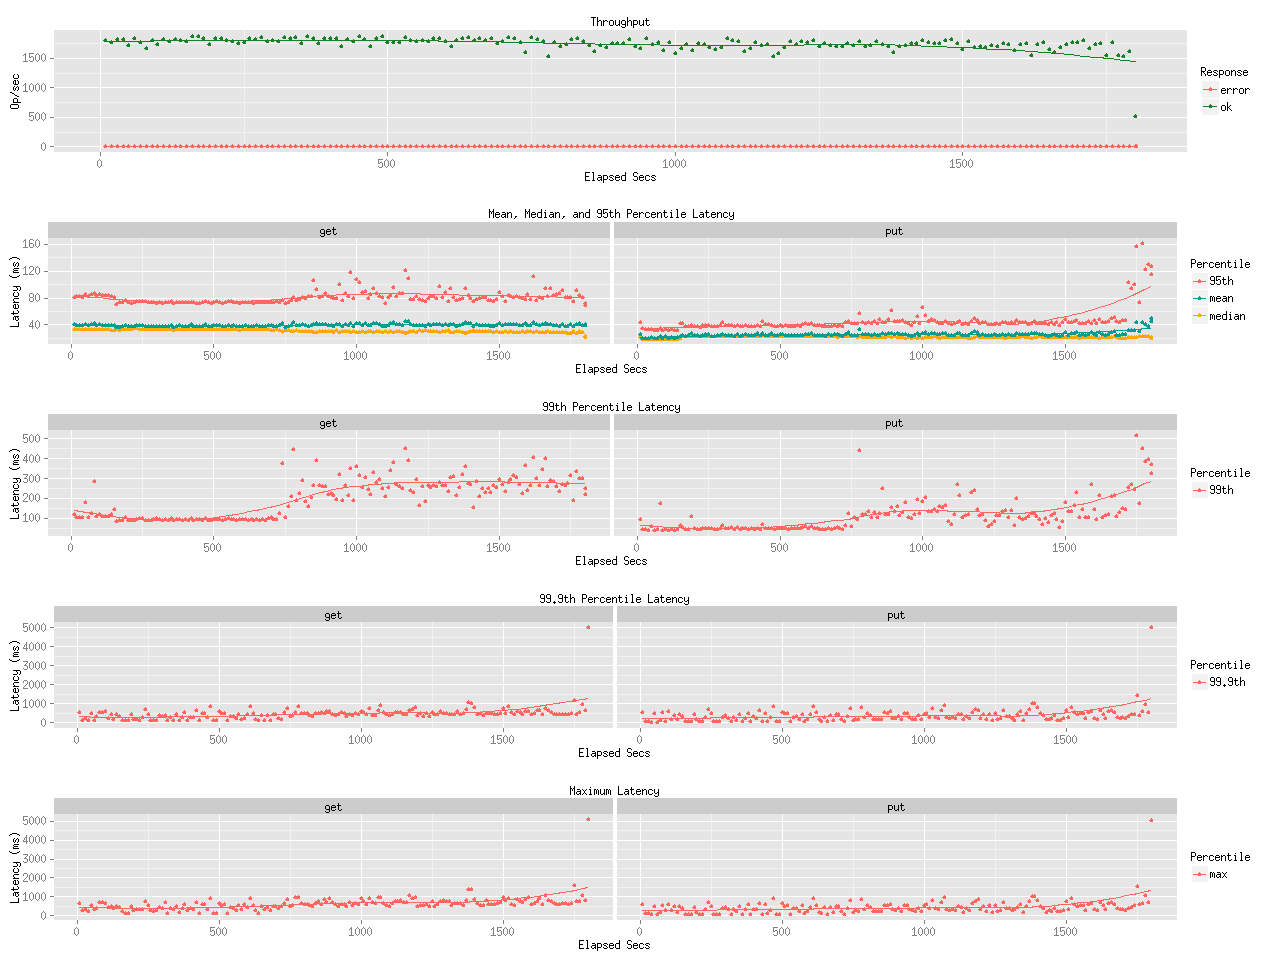 Throughput
Op/sec
1500
1000
500
0
0 500 1000 1500
Elapsed Secs
Response
error
ok
Mean, Median, and 95th Percentile Latency
get put
Latency (ms)
160
120
80
40
0 500 1000 1500 0 500 1000 1500
Elapsed Secs
Percentile
95th
mean
median
99th Percentile Latency
get put
Latency (ms)
500
400
300
200
100
0 500 1000 1500 0 500 1000 1500
Elapsed Secs
Percentile
99th
99.9th Percentile Latency
get put
Latency (ms)
5000
4000
3000
2000
1000
0
0 500 1000 1500 0 500 1000 1500
Elapsed Secs
Percentile
99.9th
Maximum Latency
get put
Latency (ms)
5000
4000
3000
2000
1000
0
0 500 1000 1500 0 500 1000 1500
Elapsed Secs
Percentile
max